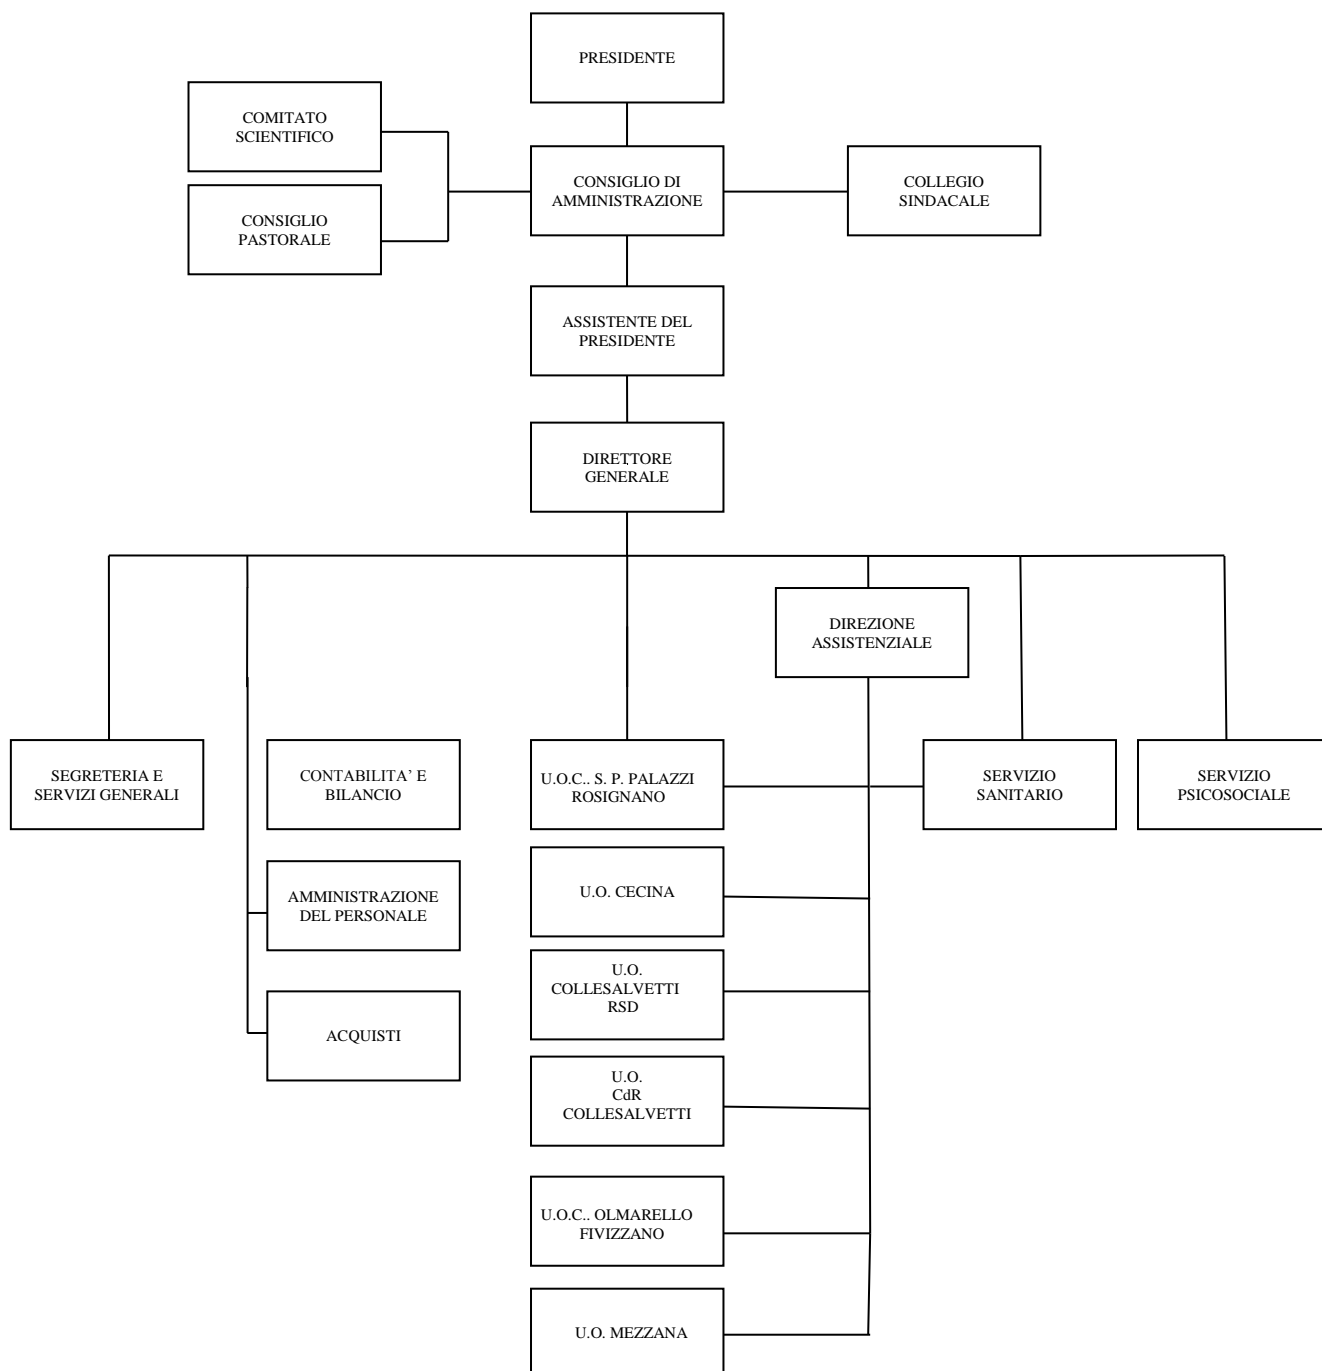 PRESIDENTE
COMITATO
SCIENTIFICO
CONSIGLIO DI
AMMINISTRAZIONE
COLLEGIO
SINDACALE
CONSIGLIO
PASTORALE
ASSISTENTE DEL
PRESIDENTE
DIRETTORE
GENERALE
DIREZIONE
ASSISTENZIALE
SEGRETERIA E
SERVIZI GENERALI
CONTABILITA’ E
BILANCIO
U.O.C.. S. P. PALAZZI
ROSIGNANO
SERVIZIO
SANITARIO
SERVIZIO
PSICOSOCIALE
AMMINISTRAZIONE
DEL PERSONALE
U.O. CECINA
U.O.
COLLESALVETTI
RSD
ACQUISTI
U.O.
CdR
COLLESALVETTI
U.O.C.. OLMARELLO
FIVIZZANO
U.O. MEZZANA